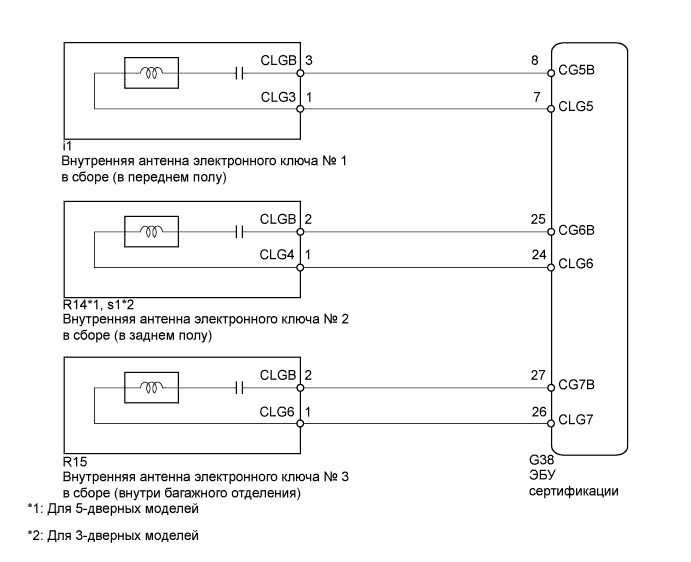 CLGB 3 8 CG5B
CLG3 1 7 CLG5
i1
Внутренняя антенна электронного ключа № 1
в сборе (в переднем полу)
CLGB 2 25 CG6B
CLG4 1 24 CLG6
R14*1, s1*2
Внутренняя антенна электронного ключа № 2
в сборе (в заднем полу)
CLGB 2 27 CG7B
CLG6 1 26 CLG7
R15
Внутренняя антенна электронного ключа № 3
в сборе (внутри багажного отделения)
G38
ЭБУ
сертификации
*1: Для 5-дверных моделей
*2: Для 3-дверных моделей